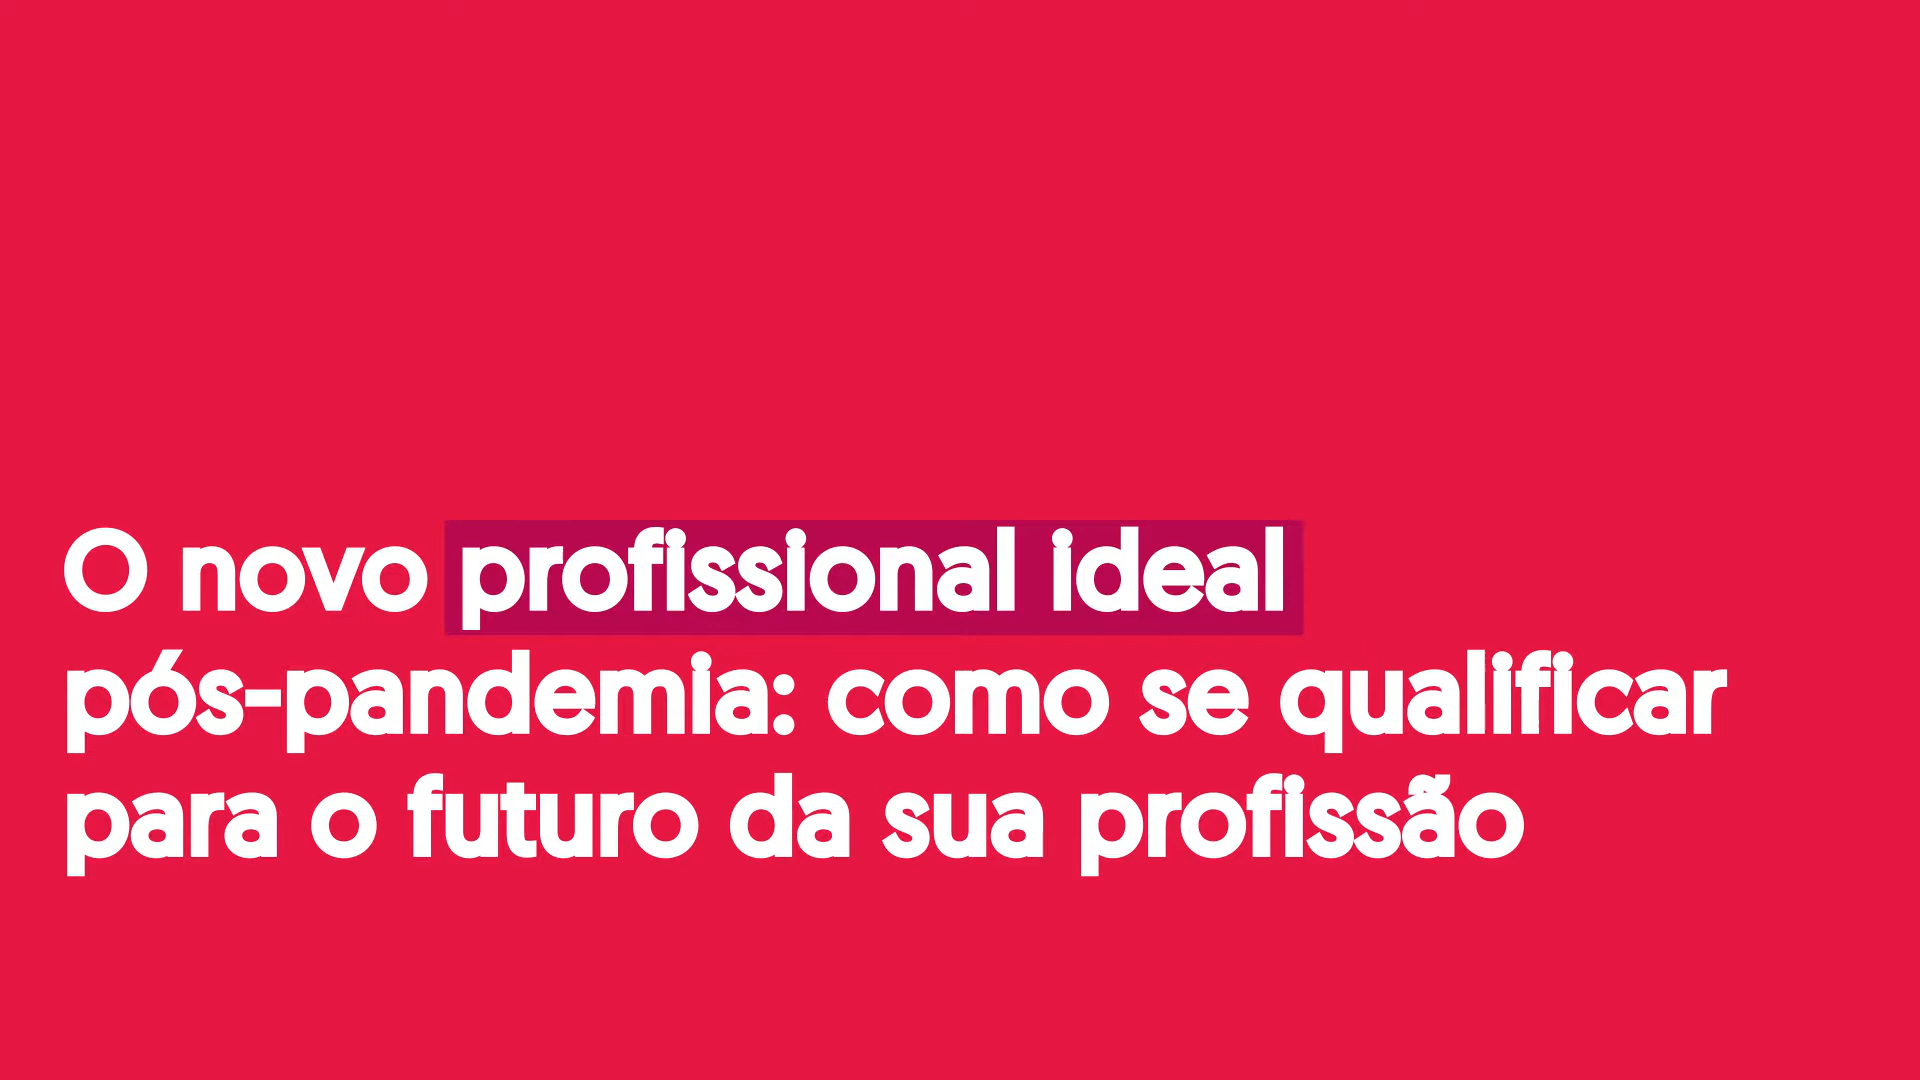 O novo profissional ideal
pós-pandemia: como se qualificar
para o futuro da sua profissão